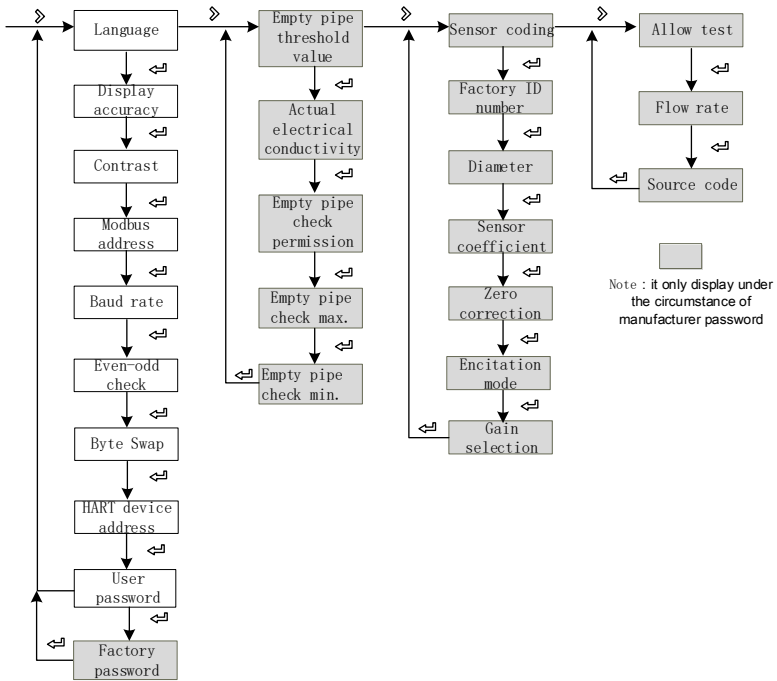 Language
Display
accuracy
Contrast
Modbus
address
Baud rate
Even-odd
check
Byte Swap
HART device
address
User
password
Factory
password
Empty pipe
threshold
value
Actual
electrical
conductivity
Empty pipe
check
permission
Empty pipe
check max.
Empty pipe
check min.
Sensor coding
Factory ID
number
Diameter
Sensor
coefficient
Zero
correction
Encitation
mode
Gain
selection
Allow test
Flow rate
Source code
Note : it only display under
the circumstance of
manufacturer password